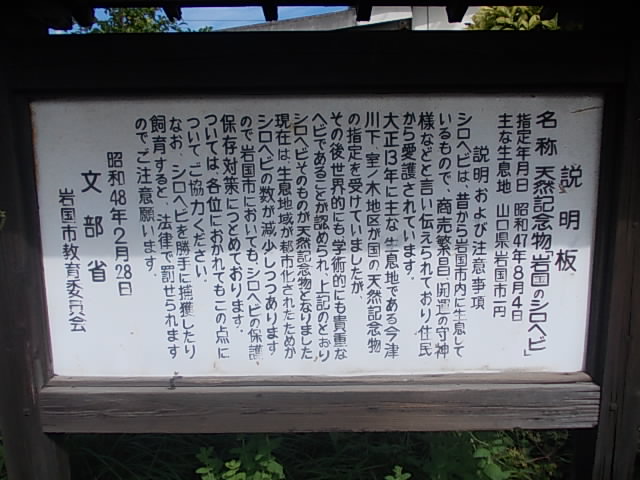 説明板
名称 天然記念物「岩国のシロヘビ」
指定年月日 昭和47年8月4日
主な生息地 山口県岩国市一円
説明および注意事項
シロヘビは、昔から岩国市内に生息して
いるもので、商売繁昌、開運の守神
様などと言い伝えられており住民
から愛護されています。
大正13年に主な生息地である今津
川下、室ノ木地区が国の天然記念物
の指定を受けていましたが、
その後世界的にも学術的にも貴重な
ヘビであることが認められ、上記のとおり
シロヘビそのものが天然記念物となりました
現在は、生息地域が都市化されたためか
シロヘビの数が減少しつつあります
ので岩国市においても、シロヘビの保護、
保存対策につとめております。
ついては、各位におかれてもこの点に
ついて、ご協力ください。
なお、シロヘビを勝手に捕獲したり
飼育すると、法律で罰せられます
のでご注意願います。
昭和48年2月28日
文部省
岩国市教育委員会